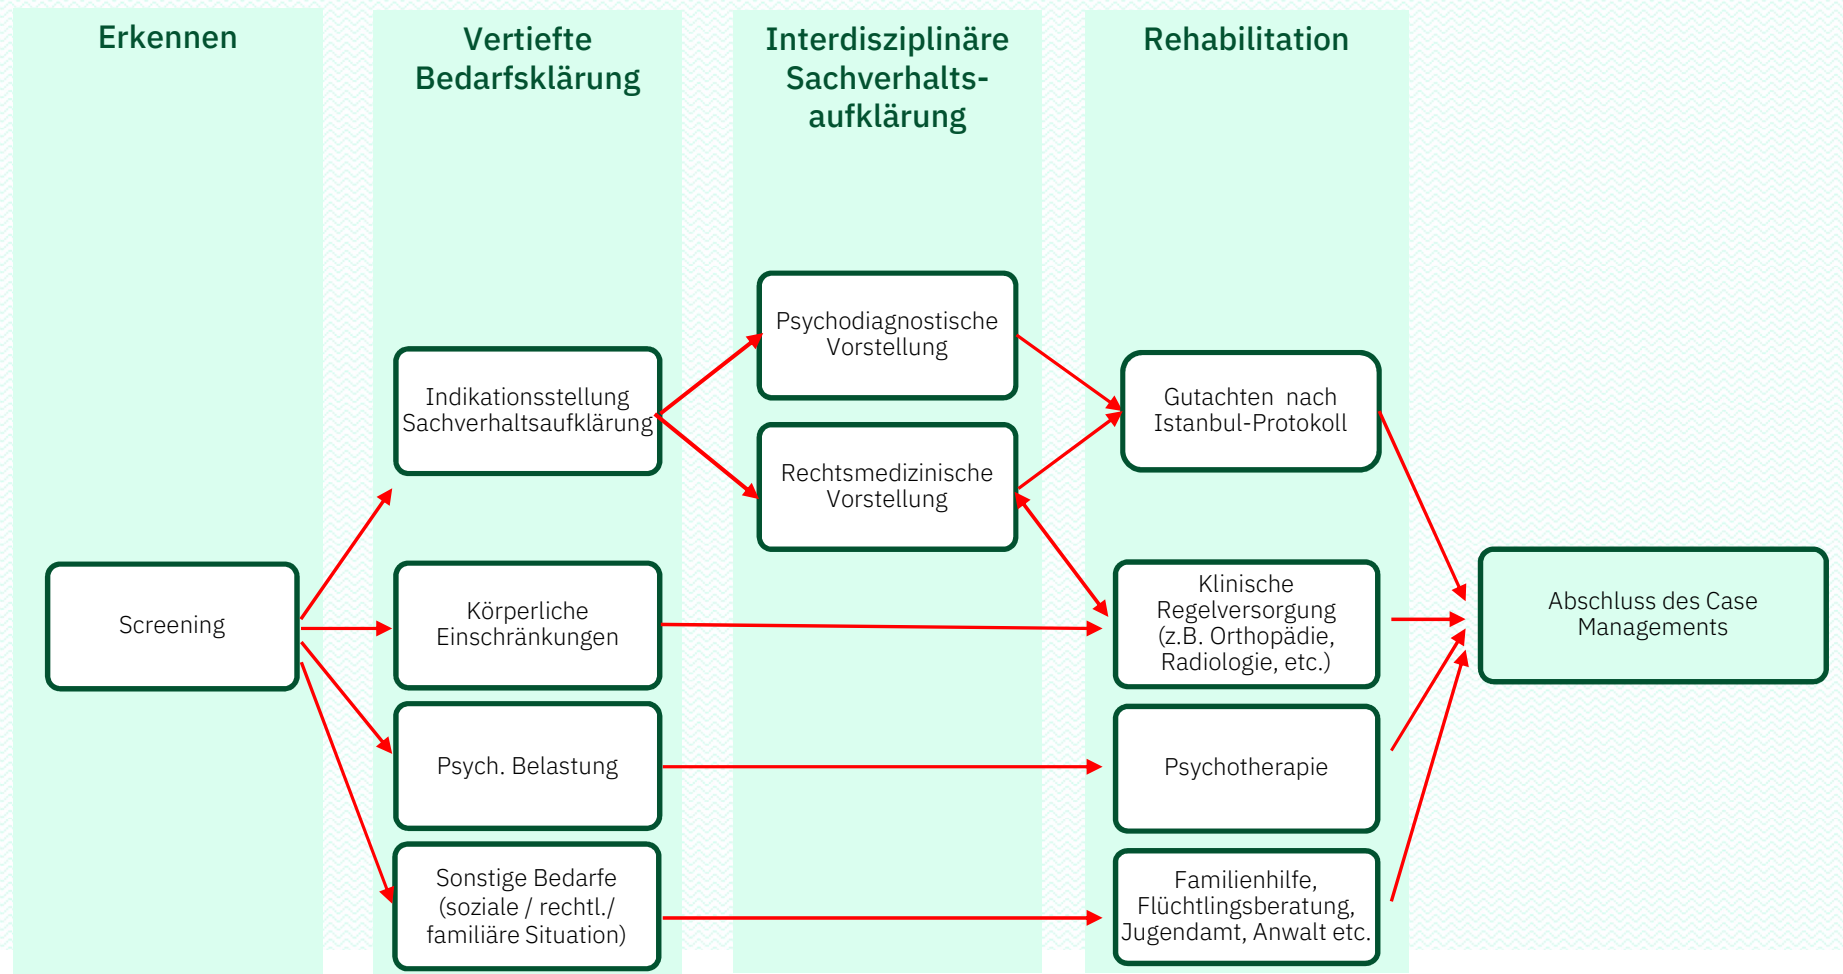 Erkennen
Vertiefte
Bedarfsklärung
Interdisziplinäre
Sachverhalts-
aufklärung
Rehabilitation
Screening
Indikationsstellung
Sachverhaltsaufklärung
Körperliche
Einschränkungen
Psych. Belastung
Sonstige Bedarfe
(soziale / rechtl./
familiäre Situation)
Psychodiagnostische
Vorstellung
Rechtsmedizinische
Vorstellung
Gutachten nach
Istanbul-Protokoll
Klinische
Regelversorgung
(z.B. Orthopädie,
Radiologie, etc.)
Psychotherapie
Familienhilfe,
Flüchtlingsberatung,
Jugendamt, Anwalt etc.
Abschluss des Case
Managements